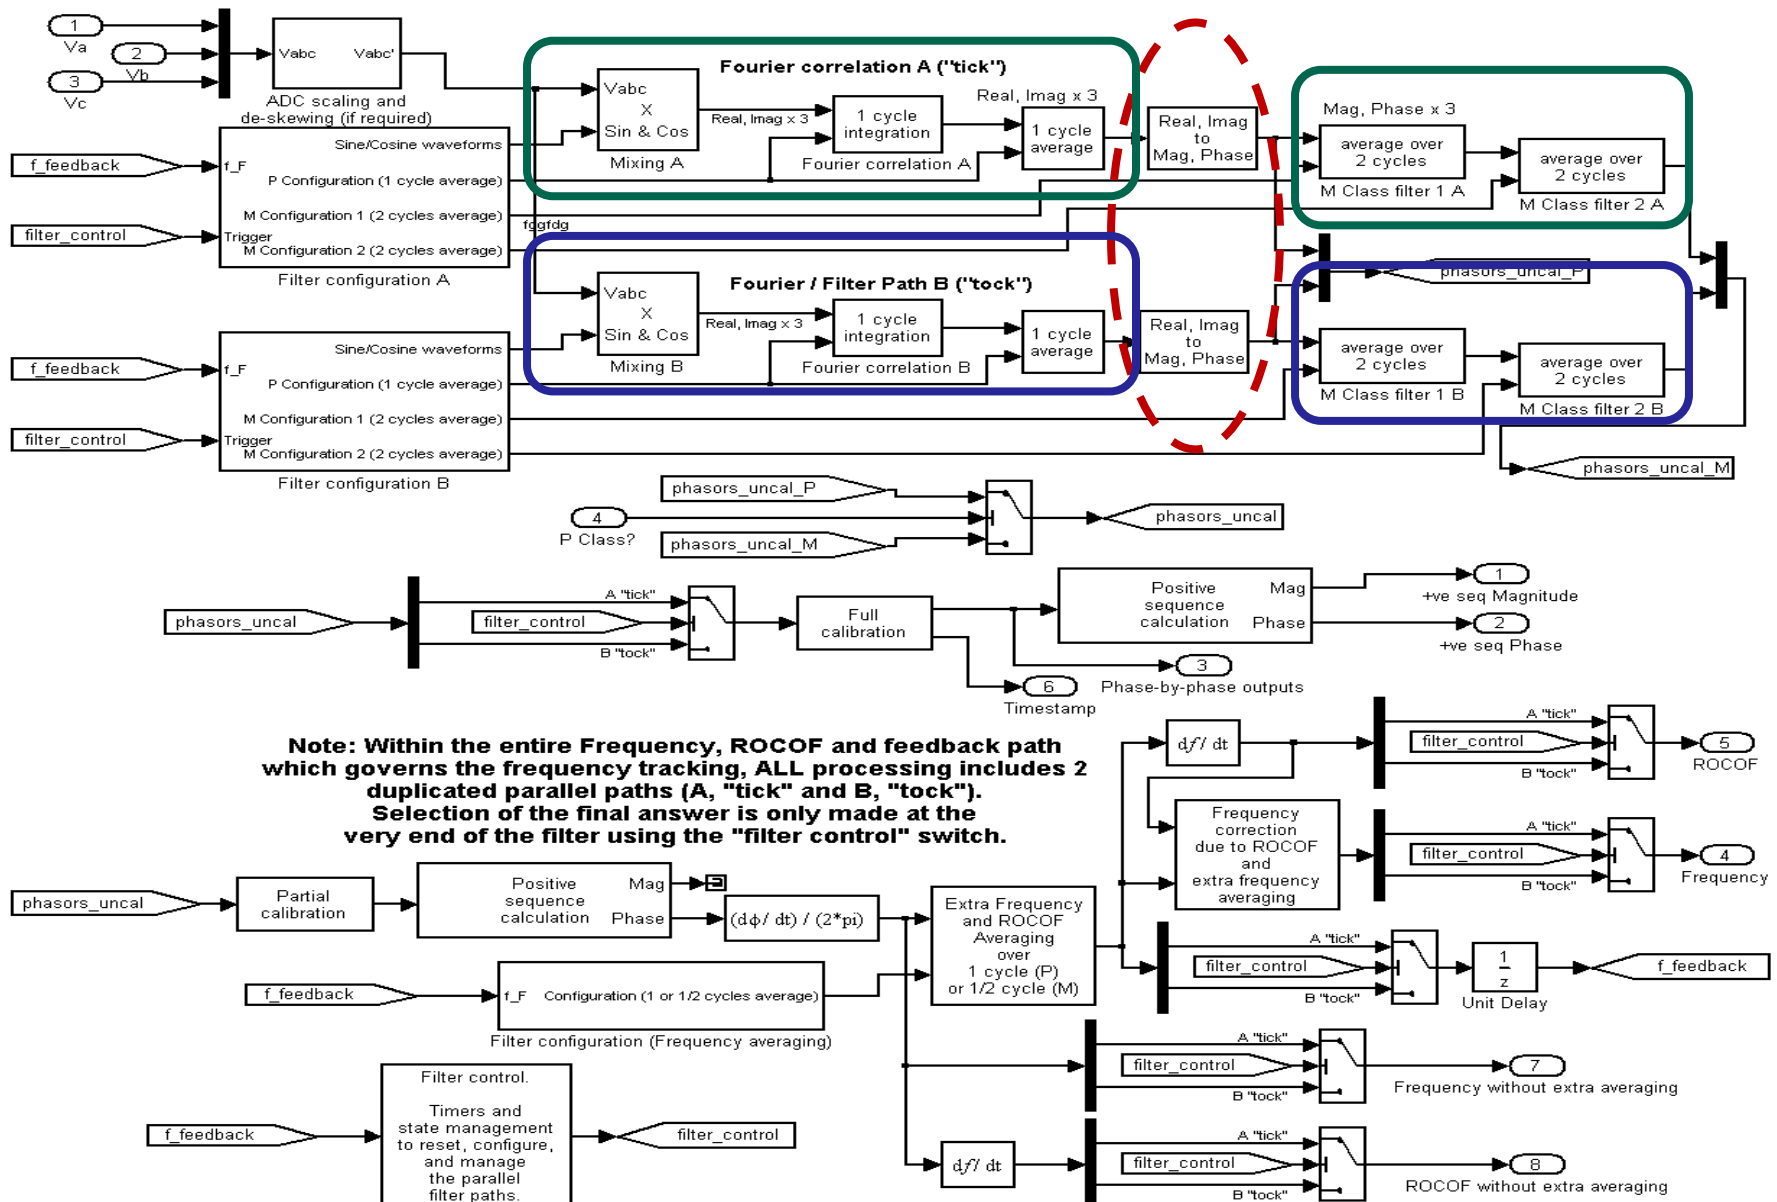 1
Va
2
Vb
3
Vc
Vabc
Vabc'
ADC scaling and
de-skewing (if required)
f_feedback
filter_control
f_F
Trigger
Sine/Cosine waveforms
P Configuration (1 cycle average)
M Configuration 1 (2 cycles average)
M Configuration 2 (2 cycles average)
Filter configuration A
fggfdg
Fourier correlation A ("tick")
Vabc
X
Sin & Cos
Mixing A
Real, Imag x 3
1 cycle
integration
Fourier correlation A
Real, Imag x 3
1 cycle
average
Real, Imag
to
Mag, Phase
Mag, Phase x 3
average over
2 cycles
M Class filter 1 A
average over
2 cycles
M Class filter 2 A
phasors_uncal_P
f_feedback
filter_control
f_F
Trigger
Sine/Cosine waveforms
P Configuration (1 cycle average)
M Configuration 1 (2 cycles average)
M Configuration 2 (2 cycles average)
Filter configuration B
Fourier / Filter Path B ("tock")
Vabc
X
Sin & Cos
Mixing B
Real, Imag x 3
1 cycle
integration
Fourier correlation B
1 cycle
average
Real, Imag
to
Mag, Phase
average over
2 cycles
M Class filter 1 B
average over
2 cycles
M Class filter 2 B
phasors_uncal_M
phasors_uncal_P
4
P Class?
phasors_uncal_M
phasors_uncal
phasors_uncal
A "tick"
filter_control
B "tock"
Full
calibration
Positive
sequence
calculation
Mag
Phase
1
+ve seq Magnitude
2
+ve seq Phase
3
Phase-by-phase outputs
6
Timestamp
Note: Within the entire Frequency, ROCOF and feedback path
which governs the frequency tracking, ALL processing includes 2
duplicated parallel paths (A, "tick" and B, "tock").
Selection of the final answer is only made at the
very end of the filter using the "filter control" switch.
df/ dt
A "tick"
filter_control
B "tock"
5
ROCOF
Frequency
correction
due to ROCOF
and
extra frequency
averaging
A "tick"
filter_control
B "tock"
4
Frequency
phasors_uncal
Partial
calibration
Positive
sequence
calculation
Mag
Phase
(dϕ/ dt) / (2*pi)
Extra Frequency
and ROCOF
Averaging
over
1 cycle (P)
or 1/2 cycle (M)
A "tick"
filter_control
B "tock"
1
z
Unit Delay
f_feedback
f_feedback
f_F
Configuration (1 or 1/2 cycles average)
Filter configuration (Frequency averaging)
A "tick"
filter_control
B "tock"
7
Frequency without extra averaging
f_feedback
Filter control.
Timers and
state management
to reset, configure,
and manage
the parallel
filter paths.
filter_control
df/ dt
A "tick"
filter_control
B "tock"
8
ROCOF without extra averaging